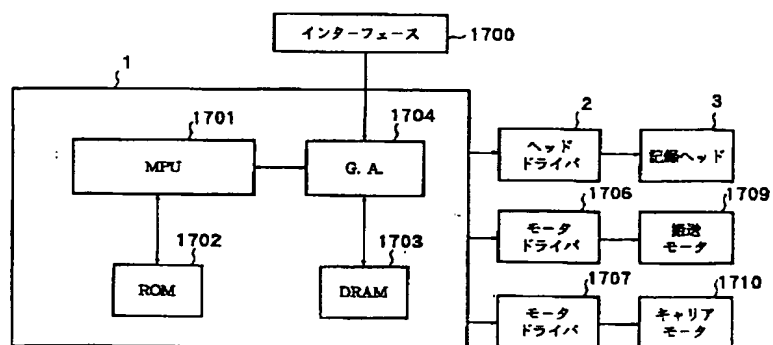 インターフェース
1700
1
1701
MPU
1704
G. A.
1702
ROM
1703
DRAM
2
ヘッド
ドライバ
3
記録ヘッド
1706
モータ
ドライバ
1709
搬送
モータ
1707
モータ
ドライバ
1710
キャリア
モータ